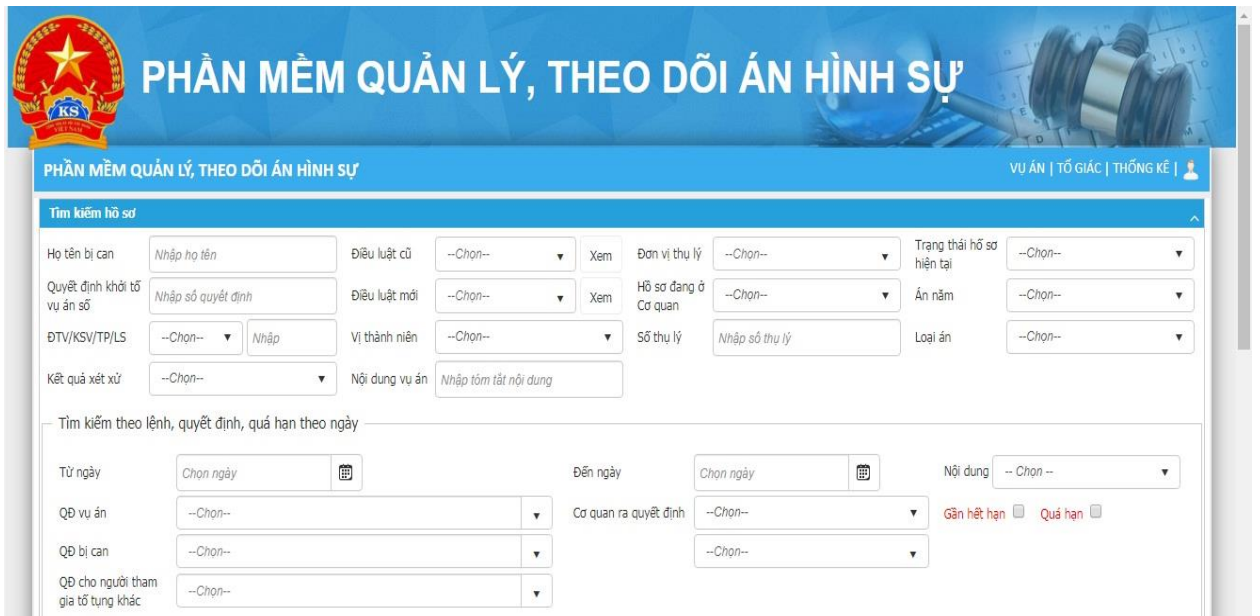 PHẦN MỀM QUẢN LÝ, THEO DÕI ÁN HÌNH SỰ
KS
VIỆT NAM
PHẦN MỀM QUẢN LÝ, THEO DÕI ÁN HÌNH SỰ
VỤ ÁN | TỐ GIÁC | THỐNG KÊ |
Tìm kiếm hồ sơ
Họ tên bị can Nhập họ tên Điều luật cũ --Chọn-- Xem Đơn vị thụ lý --Chọn-- Trạng thái hồ sơ hiện tại --Chọn--
Quyết định khởi tố vụ án số Nhập số quyết định Điều luật mới --Chọn-- Xem Hồ sơ đang ở Cơ quan --Chọn-- Án năm --Chọn--
ĐTV/KSV/TP/LS --Chọn-- Nhập Vị thành niên --Chọn-- Số thụ lý Nhập số thụ lý Loại án --Chọn--
Kết quả xét xử --Chọn-- Nội dung vụ án Nhập tóm tắt nội dung
Tìm kiếm theo lệnh, quyết định, quá hạn theo ngày
Từ ngày Chọn ngày Đến ngày Chọn ngày Nội dung -- Chọn --
QĐ vụ án --Chọn-- Cơ quan ra quyết định --Chọn-- Gần hết hạn Quá hạn
QĐ bị can --Chọn-- --Chọn--
QĐ cho người tham gia tố tụng khác --Chọn--